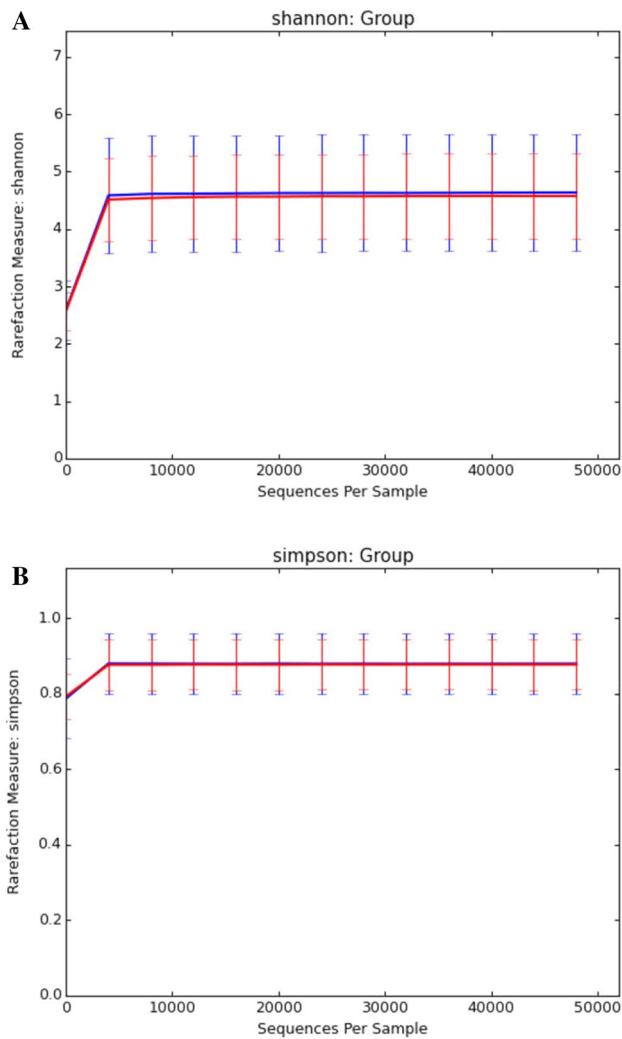 A
shannon: Group
7
6
5
4
3
2
1
0
Rarefaction Measure: shannon
0 10000 20000 30000 40000 50000
Sequences Per Sample
B
simpson: Group
1.0
0.8
0.6
0.4
0.2
0.0
Rarefaction Measure: simpson
0 10000 20000 30000 40000 50000
Sequences Per Sample